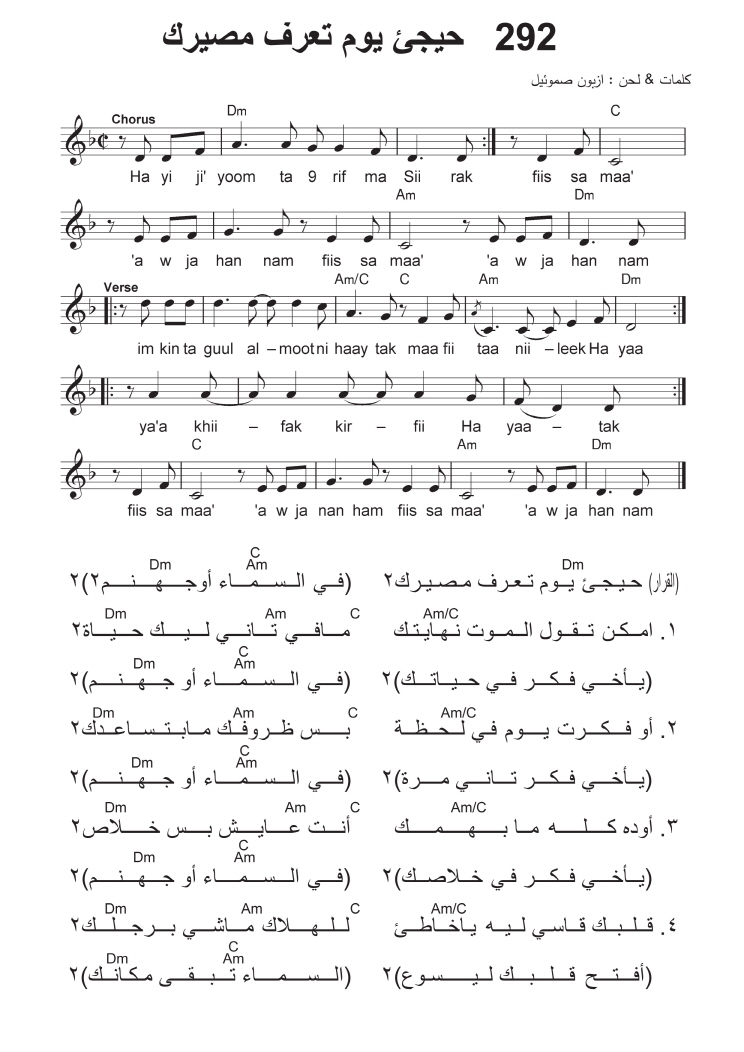 292 حيجئ يوم تعرف مصيرك
كلمات & لحن : ازبون صموئيل
Chorus Dm C
Ha yi ji' yoom ta 9 rif ma Sii rak fiis sa maa'
Am Dm
'a w ja han nam fiis sa maa' 'a w ja han nam
Verse Am/C C Am Dm
im kin ta guul al – moot ni haay tak maa fii taa nii – leek Ha yaa
ya'a khii – fak kir – fii Ha yaa – tak
C Am Dm
fiis sa maa' 'a w ja nan ham fiis sa maa' 'a w ja han nam
Dm C Am Dm
(القرار) حيجئ يوم تعرف مصيرك٢ (في السماء أوجهنم٢)٢
Dm Am C Am/C
١. امكن تقول الموت نهايتك مافي تاني ليك حياة٢
Dm C Am
(يأخي فكر في حياتك)٢ (في السماء أو جهنم)٢
Dm Am C Am/C
٢. أو فكرت يوم في لحظة بس ظروفك مابتساعدك٢
Dm C Am
(يأخي فكر تاني مرة)٢ (في السماء أو جهنم)٢
Dm Am C Am/C
٣. أوده كله ما بهمك أنت عايش بس خلاص٢
Dm C Am
(يأخي فكر في خلاصك)٢ (في السماء أو جهنم)٢
Dm Am C Am/C
٤. قلبك قاسي ليه ياخاطئ للهلاك ماشي برجلك٢
Dm C Am
(أفتح قلبك ليسوع)٢ (السماء تبقى مكانك)٢